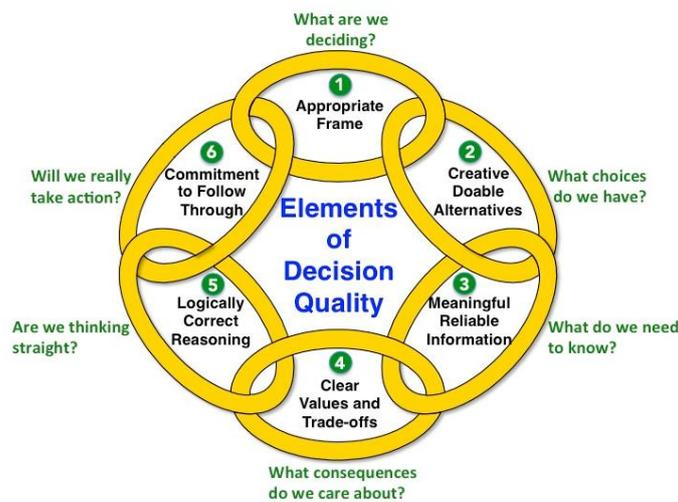 What are we
deciding?
1
Appropriate
Frame
2
Creative
Doable
Alternatives
What choices
do we have?
3
Meaningful
Reliable
Information
What do we need
to know?
4
Clear
Values and
Trade-offs
What consequences
do we care about?
5
Logically
Correct
Reasoning
Are we thinking
straight?
6
Commitment
to Follow
Through
Will we really
take action?
Elements
of
Decision
Quality